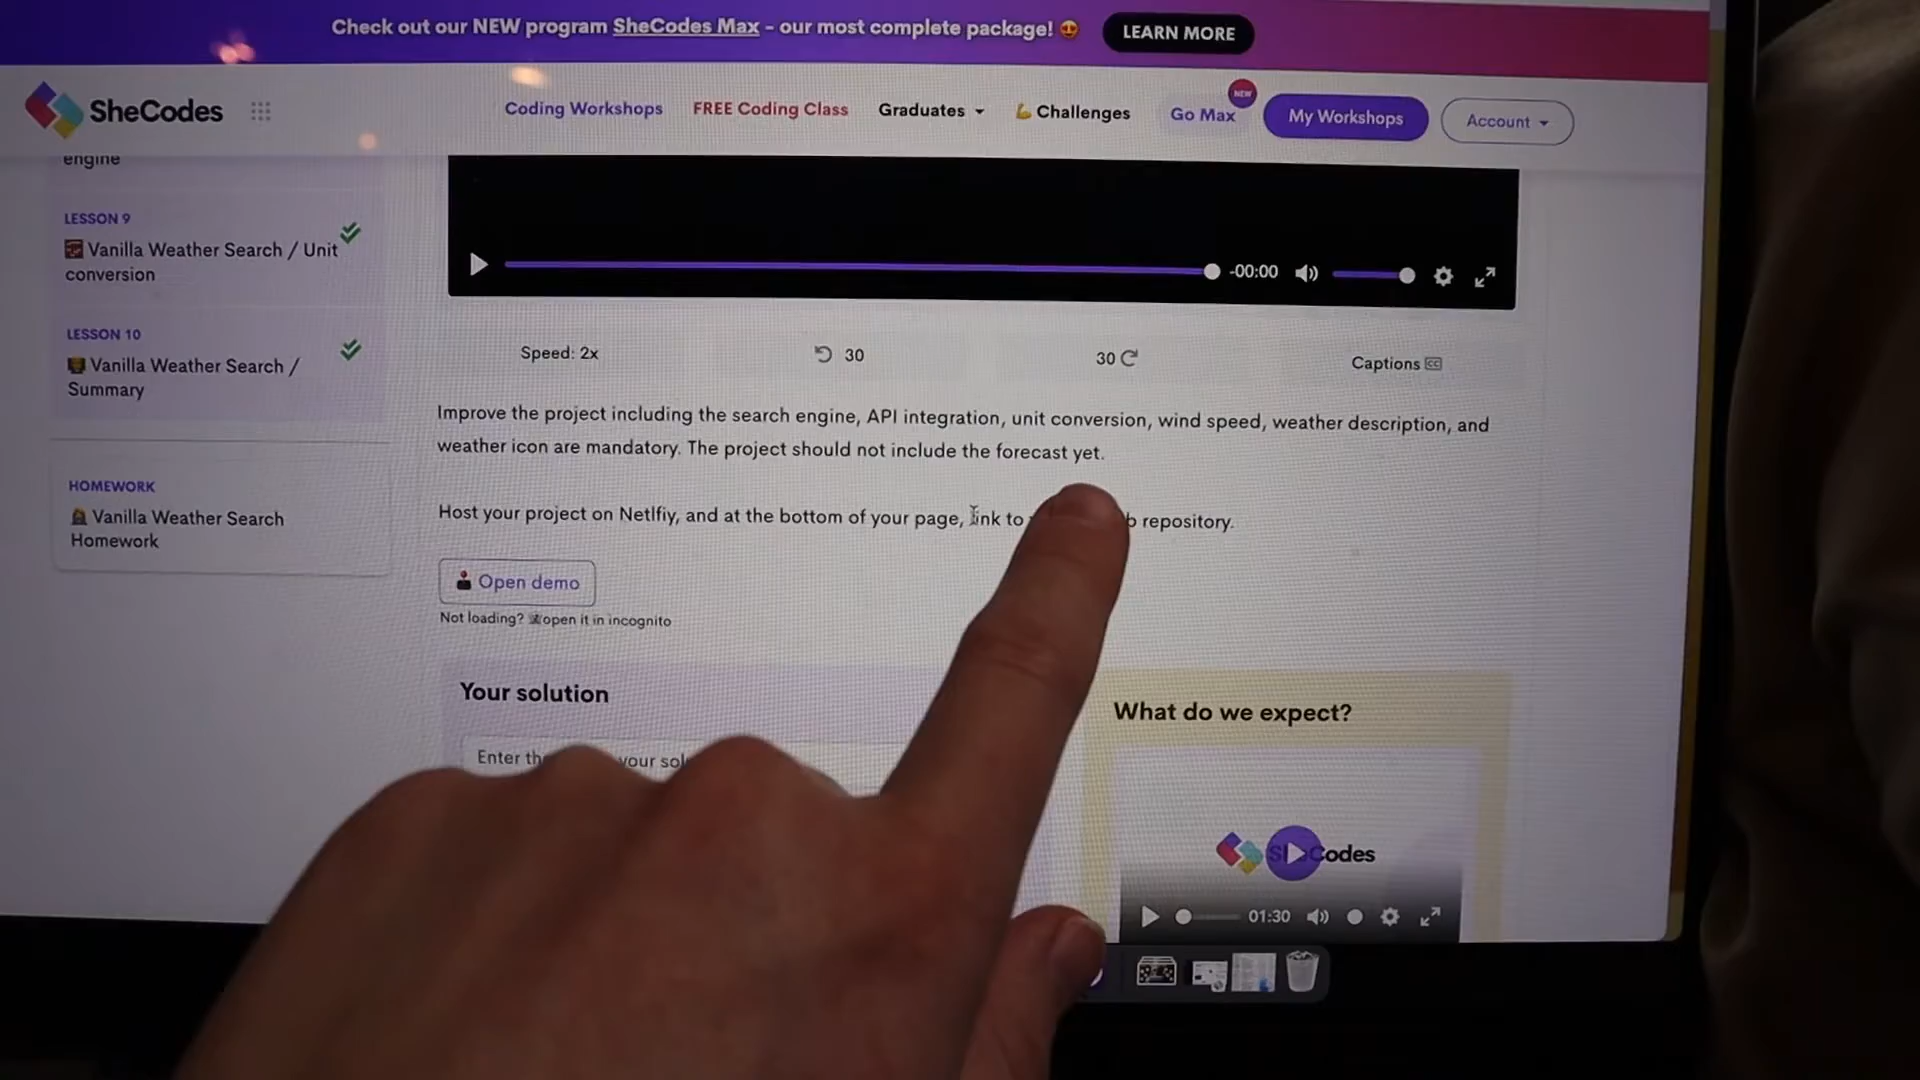 Check out our NEW program SheCodes Max - our most complete package! 😍 LEARN MORE
SheCodes Coding Workshops FREE Coding Class Graduates 💪 Challenges Go Max NEW My Workshops Account
engine
LESSON 9
Vanilla Weather Search / Unit
conversion
LESSON 10
Vanilla Weather Search /
Summary
HOMEWORK
Vanilla Weather Search
Homework
-00:00
Speed: 2x 30 30 Captions CC
Improve the project including the search engine, API integration, unit conversion, wind speed, weather description, and
weather icon are mandatory. The project should not include the forecast yet.
Host your project on Netlfiy, and at the bottom of your page, link to b repository.
Open demo
Not loading? open it in incognito
Your solution
Enter your
What do we expect?
SheCodes
01:30